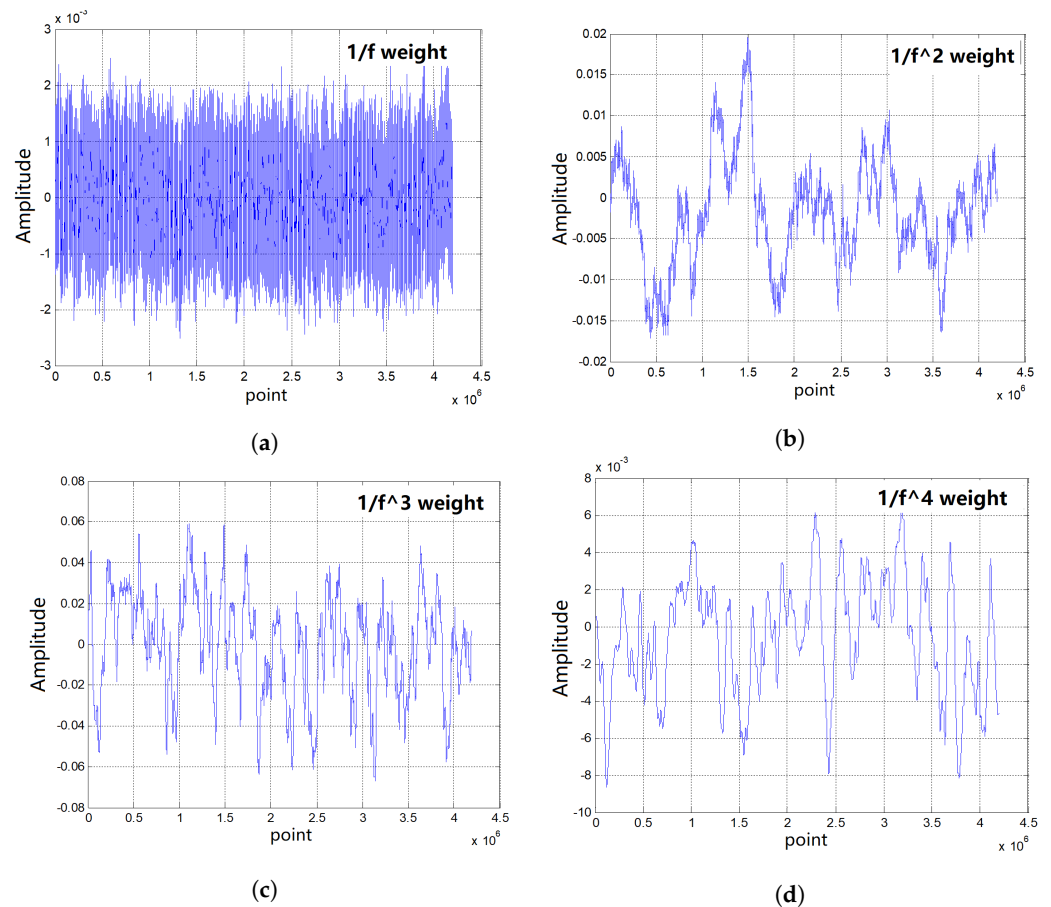 x 10^-3
1/f weight
3
2
1
0
-1
-2
-3
Amplitude
0 0.5 1 1.5 2 2.5 3 3.5 4 4.5
point
x 10^6
(a)
1/f^2 weight
0.02
0.015
0.01
0.005
0
-0.005
-0.01
-0.015
-0.02
Amplitude
0 0.5 1 1.5 2 2.5 3 3.5 4 4.5
point
x 10^6
(b)
1/f^3 weight
0.08
0.06
0.04
0.02
0
-0.02
-0.04
-0.06
-0.08
Amplitude
0 0.5 1 1.5 2 2.5 3 3.5 4 4.5
point
x 10^6
(c)
x 10^-3
1/f^4 weight
8
6
4
2
0
-2
-4
-6
-8
-10
Amplitude
0 0.5 1 1.5 2 2.5 3 3.5 4 4.5
point
x 10^6
(d)